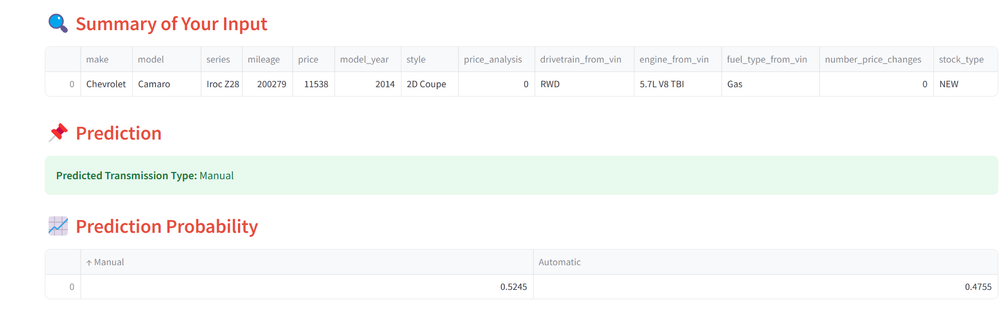 Summary of Your Input
make model series mileage price model_year style price_analysis drivetrain_from_vin engine_from_vin fuel_type_from_vin number_price_changes stock_type
0 Chevrolet Camaro Iroc Z28 200279 11538 2014 2D Coupe 0 RWD 5.7L V8 TBI Gas 0 NEW
Prediction
Predicted Transmission Type: Manual
Prediction Probability
↑ Manual Automatic
0 0.5245 0.4755